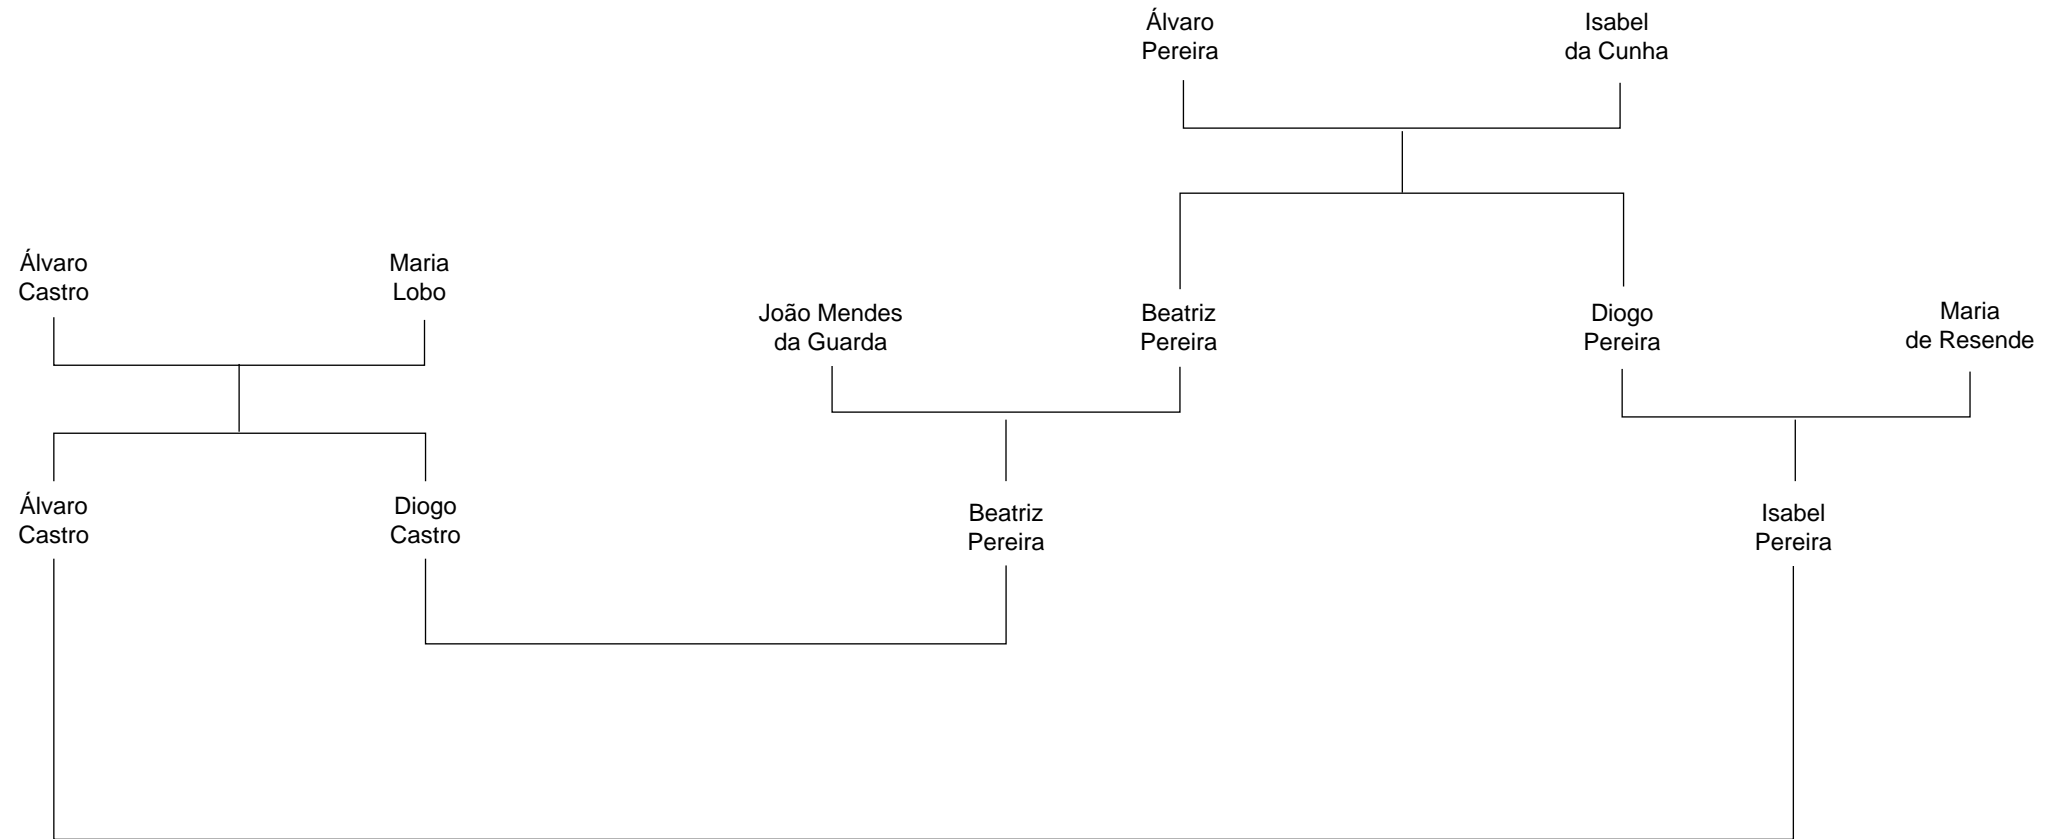 Álvaro
Pereira
Isabel
da Cunha
Álvaro
Castro
Maria
Lobo
João Mendes
da Guarda
Beatriz
Pereira
Diogo
Pereira
Maria
de Resende
Álvaro
Castro
Diogo
Castro
Beatriz
Pereira
Isabel
Pereira